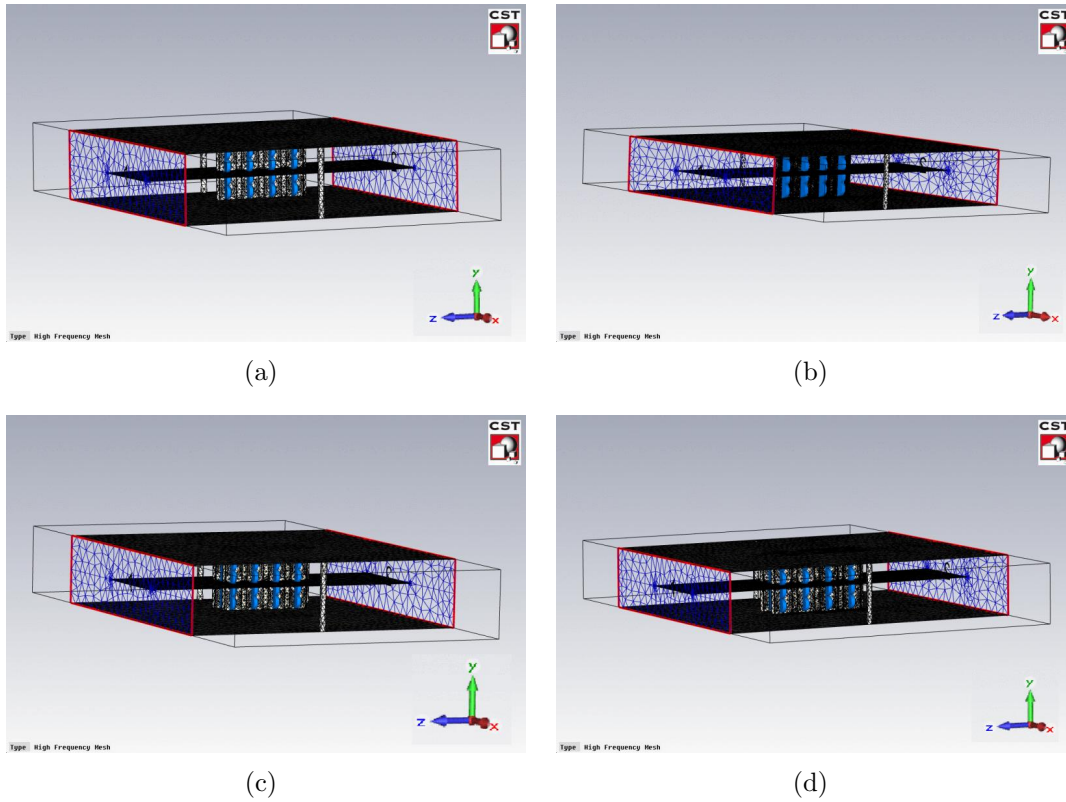 CST
CST
y
z
x
y
z
x
Type High Frequency Mesh
Type High Frequency Mesh
(a)
(b)
CST
CST
y
z
x
y
z
x
Type High Frequency Mesh
Type High Frequency Mesh
(c)
(d)